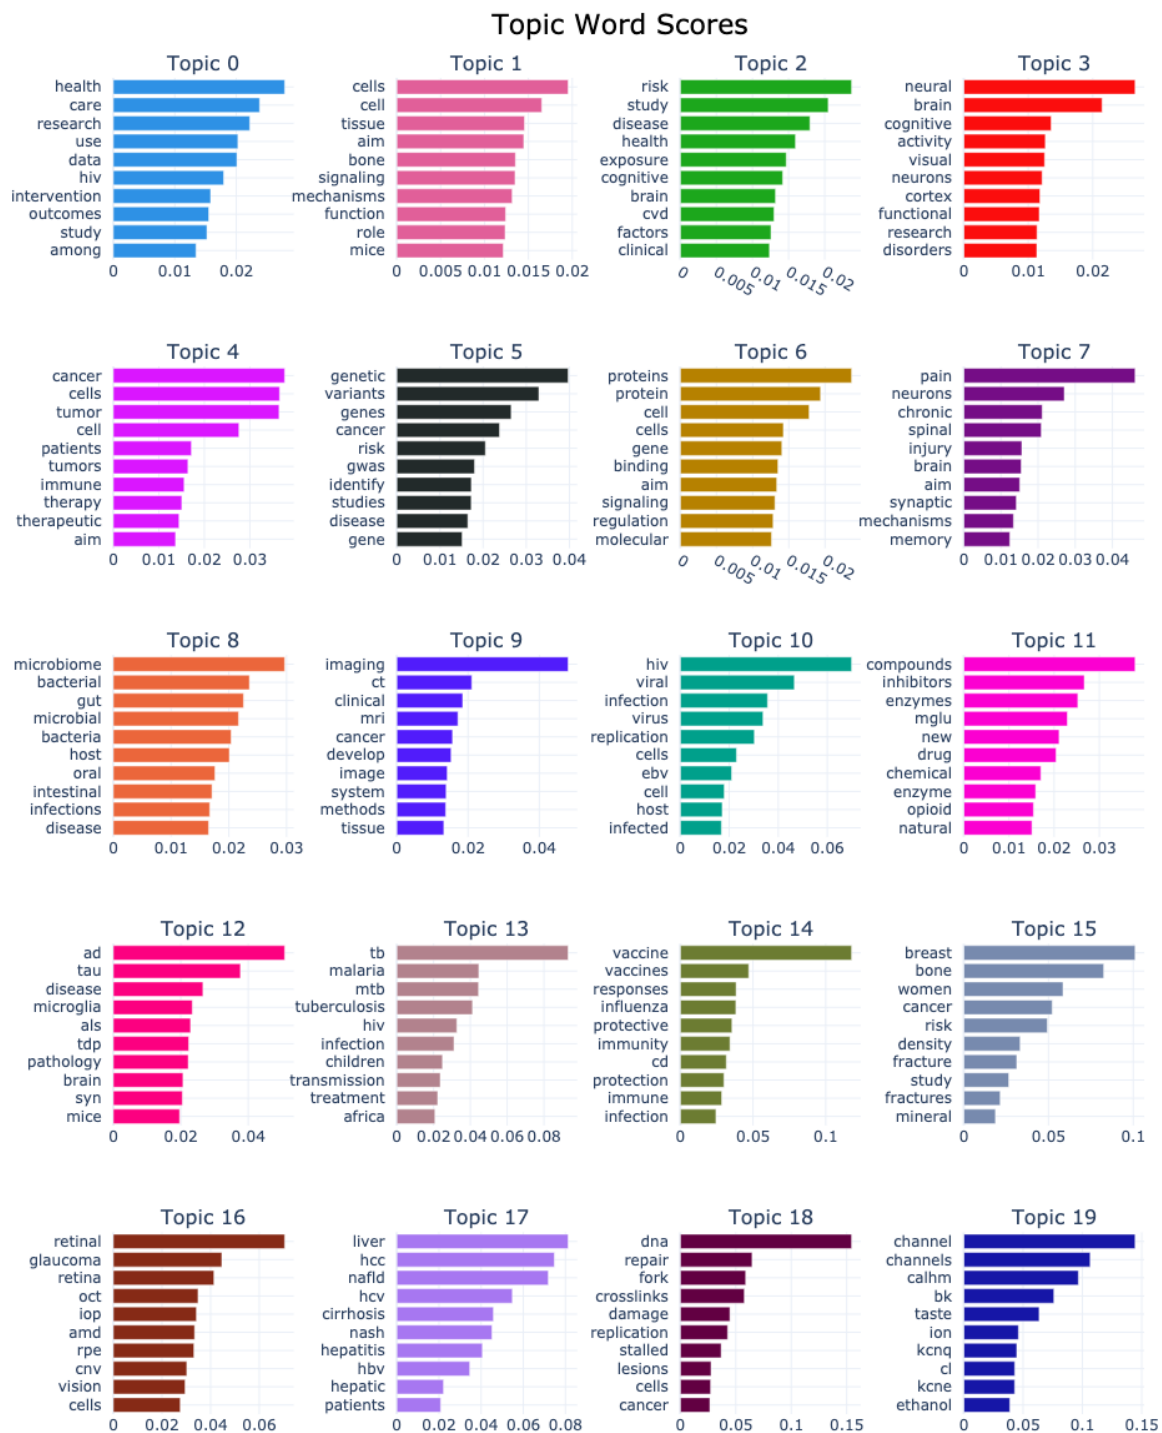 Topic Word Scores
Topic 0
health
care
research
use
data
hiv
intervention
outcomes
study
among
0 0.01 0.02
Topic 1
cells
cell
tissue
aim
bone
signaling
mechanisms
function
role
mice
0 0.005 0.01 0.015 0.02
Topic 2
risk
study
disease
health
exposure
cognitive
brain
cvd
factors
clinical
0 0.005 0.01 0.015 0.02
Topic 3
neural
brain
cognitive
activity
visual
neurons
cortex
functional
research
disorders
0 0.01 0.02
Topic 4
cancer
cells
tumor
cell
patients
tumors
immune
therapy
therapeutic
aim
0 0.01 0.02 0.03
Topic 5
genetic
variants
genes
cancer
risk
gwas
identify
studies
disease
gene
0 0.01 0.02 0.03 0.04
Topic 6
proteins
protein
cell
cells
gene
binding
aim
signaling
regulation
molecular
0 0.005 0.01 0.015 0.02
Topic 7
pain
neurons
chronic
spinal
injury
brain
aim
synaptic
mechanisms
memory
0 0.01 0.02 0.03 0.04
Topic 8
microbiome
bacterial
gut
microbial
bacteria
host
oral
intestinal
infections
disease
0 0.01 0.02 0.03
Topic 9
imaging
ct
clinical
mri
cancer
develop
image
system
methods
tissue
0 0.02 0.04
Topic 10
hiv
viral
infection
virus
replication
cells
ebv
cell
host
infected
0 0.02 0.04 0.06
Topic 11
compounds
inhibitors
enzymes
mglu
new
drug
chemical
enzyme
opioid
natural
0 0.01 0.02 0.03
Topic 12
ad
tau
disease
microglia
als
tdp
pathology
brain
syn
mice
0 0.02 0.04
Topic 13
tb
malaria
mtb
tuberculosis
hiv
infection
children
transmission
treatment
africa
0 0.02 0.04 0.06 0.08
Topic 14
vaccine
vaccines
responses
influenza
protective
immunity
cd
protection
immune
infection
0 0.05 0.1
Topic 15
breast
bone
women
cancer
risk
density
fracture
study
fractures
mineral
0 0.05 0.1
Topic 16
retinal
glaucoma
retina
oct
iop
amd
rpe
cnv
vision
cells
0 0.02 0.04 0.06
Topic 17
liver
hcc
nafld
hcv
cirrhosis
nash
hepatitis
hbv
hepatic
patients
0 0.02 0.04 0.06 0.08
Topic 18
dna
repair
fork
crosslinks
damage
replication
stalled
lesions
cells
cancer
0 0.05 0.1 0.15
Topic 19
channel
channels
calhm
bk
taste
ion
kcnq
cl
kcne
ethanol
0 0.05 0.1 0.15